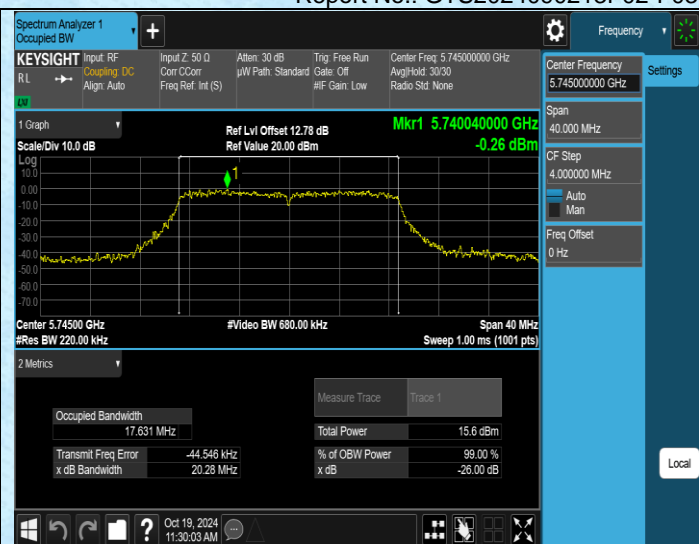 Spectrum Analyzer 1
Occupied BW
Frequency
KEYSIGHT
RL
Input: RF
Coupling: DC
Align: Auto
Input Z: 50 Ω
Corr CCorr
Freq Ref: Int (S)
Atten: 30 dB
µW Path: Standard
Trig: Free Run
Gate: Off
#IF Gain: Low
Center Freq: 5.745000000 GHz
Avg|Hold: 30/30
Radio Std: None
Center Frequency
5.745000000 GHz
Settings
Span
40.000 MHz
CF Step
4.000000 MHz
Auto
Man
Freq Offset
0 Hz
1 Graph
Scale/Div 10.0 dB
Ref Lvl Offset 12.78 dB
Ref Value 20.00 dBm
Mkr1 5.740040000 GHz
-0.26 dBm
Log
10.0
0.00
-10.0
-20.0
-30.0
-40.0
-50.0
-60.0
-70.0
1
Center 5.74500 GHz
#Res BW 220.00 kHz
#Video BW 680.00 kHz
Span 40 MHz
Sweep 1.00 ms (1001 pts)
2 Metrics
Measure Trace
Trace 1
Occupied Bandwidth
17.631 MHz
Total Power
15.6 dBm
Transmit Freq Error
-44.546 kHz
% of OBW Power
99.00 %
x dB Bandwidth
20.28 MHz
x dB
-26.00 dB
Local
Oct 19, 2024
11:30:03 AM